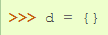 >>> d = {}